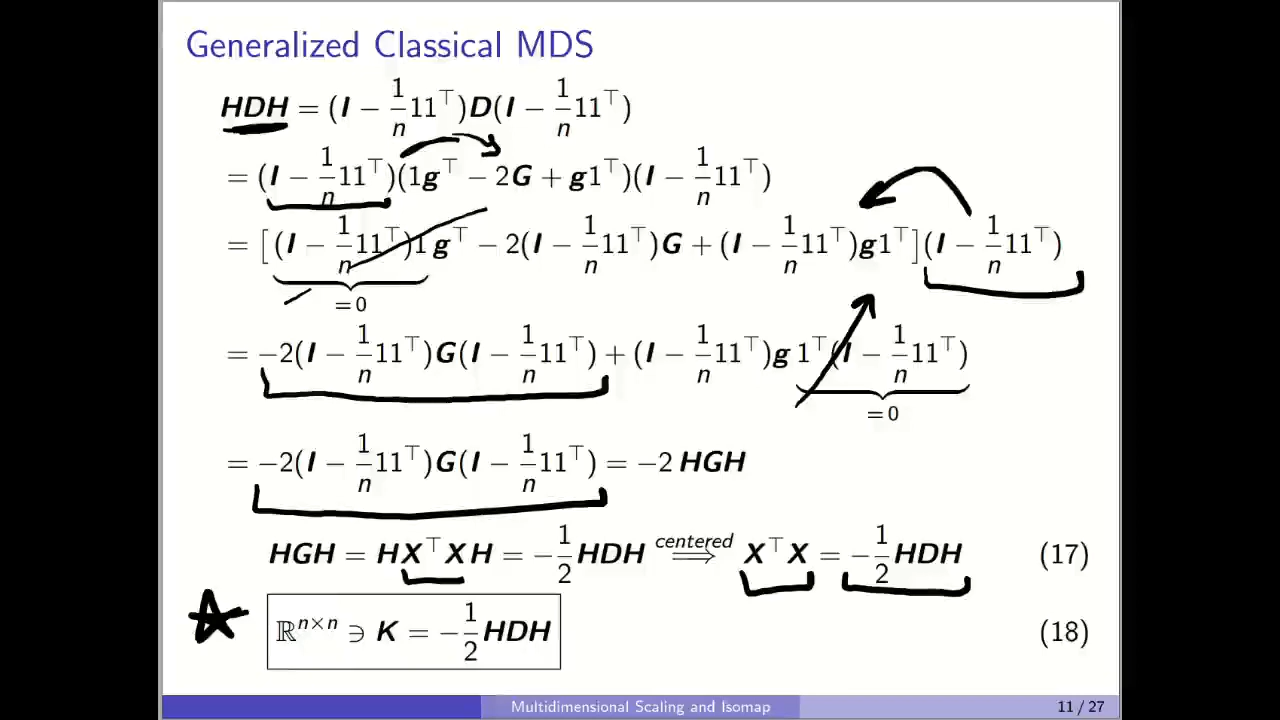 Generalized Classical MDS
HDH = (I − 1/n 11⊤)D(I − 1/n 11⊤)
= (I − 1/n 11⊤)(1g⊤ − 2G + g1⊤)(I − 1/n 11⊤)
= [(I − 1/n 11⊤)1 g⊤ − 2(I − 1/n 11⊤)G + (I − 1/n 11⊤)g1⊤](I − 1/n 11⊤)
= 0
= −2(I − 1/n 11⊤)G(I − 1/n 11⊤) + (I − 1/n 11⊤)g 1⊤(I − 1/n 11⊤)
= 0
= −2(I − 1/n 11⊤)G(I − 1/n 11⊤) = −2 HGH
HGH = HX⊤XH = −1/2 HDH centered ⟹ X⊤X = −1/2 HDH (17)
ℝⁿˣⁿ ∋ K = −1/2 HDH (18)
Multidimensional Scaling and Isomap 11 / 27